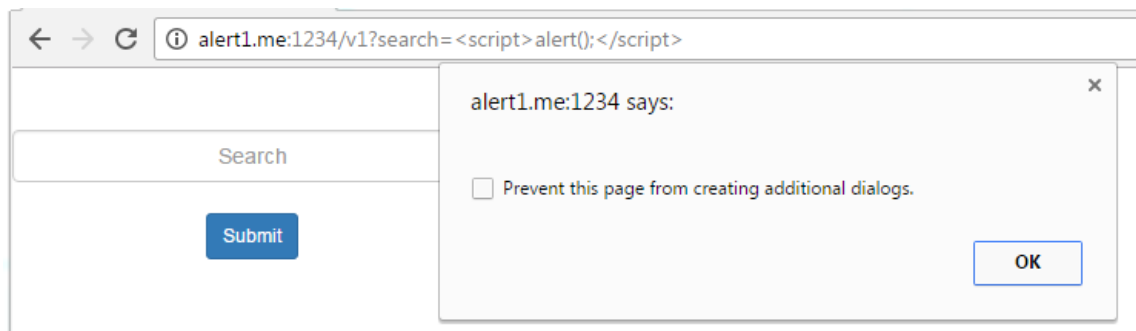 alert1.me:1234/v1?search=<script>alert();</script>
alert1.me:1234 says:
Search
Prevent this page from creating additional dialogs.
Submit
OK